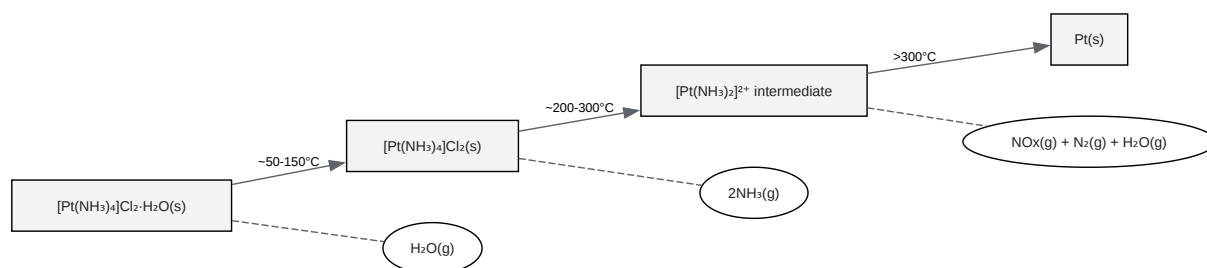 Pt(s)
>300°C
[Pt(NH₃)₂]²⁺ intermediate
~200-300°C
NOx(g) + N₂(g) + H₂O(g)
[Pt(NH₃)₄]Cl₂(s)
~50-150°C
2NH₃(g)
[Pt(NH₃)₄]Cl₂·H₂O(s)
H₂O(g)